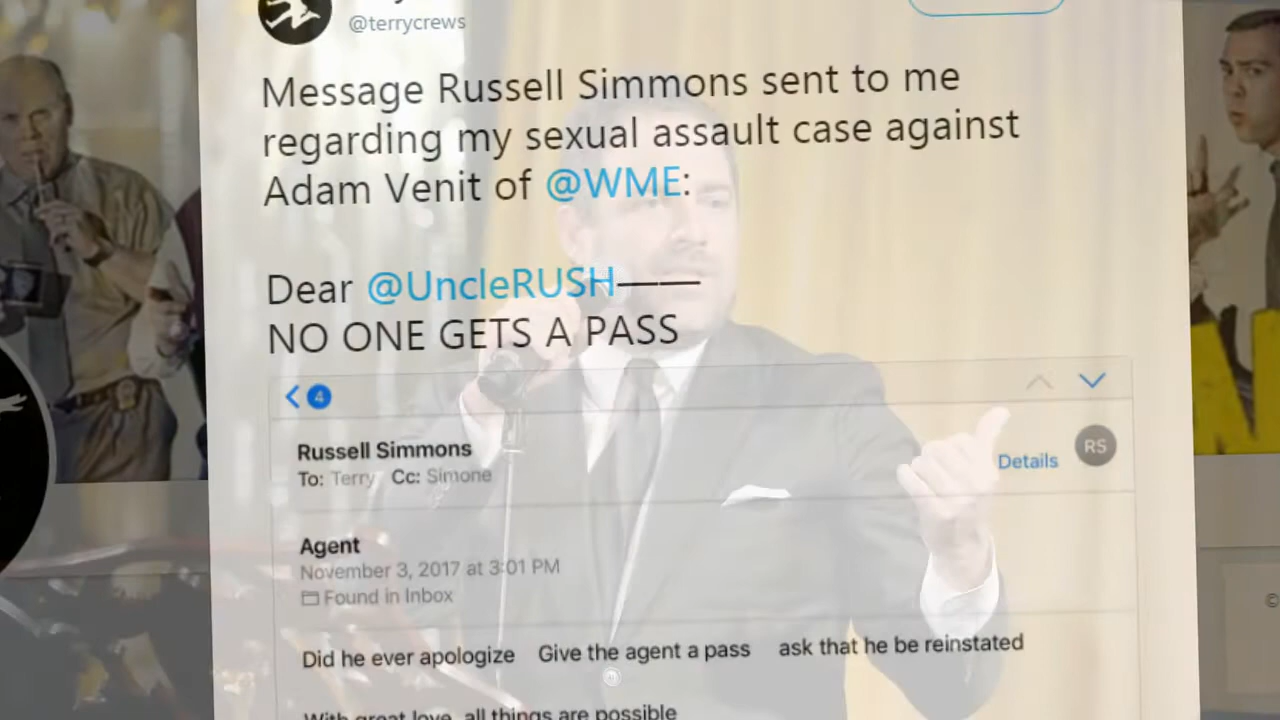 @terrycrews
Message Russell Simmons sent to me
regarding my sexual assault case against
Adam Venit of @WME:
Dear @UncleRUSH——
NO ONE GETS A PASS
4
Russell Simmons
To: Terry Cc: Simone
Details
RS
Agent
November 3, 2017 at 3:01 PM
Found in Inbox
Did he ever apologize Give the agent a pass ask that he be reinstated
With great love, all things are possible
©